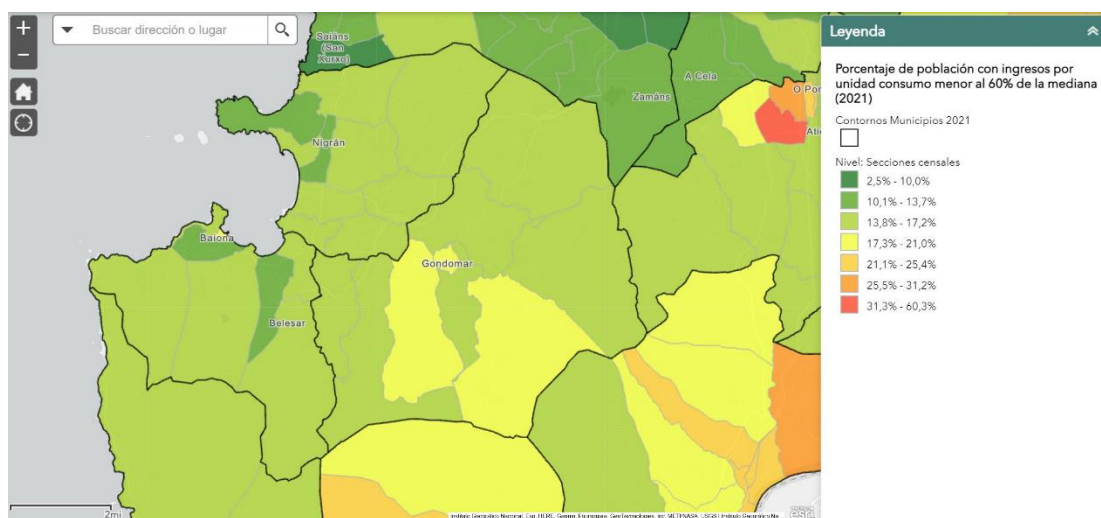 +
−
Buscar dirección o lugar
Saiáns
(San
Xurxo)
A Cela
O Por
Zamáns
Atio
Nigrán
Baiona
Gondomar
Belesar
2mi
esri
Leyenda
Porcentaje de población con ingresos por
unidad consumo menor al 60% de la mediana
(2021)
Contornos Municipios 2021
Nivel: Secciones censales
2,5% - 10,0%
10,1% - 13,7%
13,8% - 17,2%
17,3% - 21,0%
21,1% - 25,4%
25,5% - 31,2%
31,3% - 60,3%